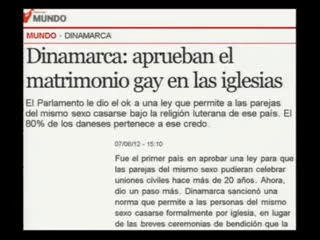 MUNDO
MUNDO - DINAMARCA
Dinamarca: aprueban el
matrimonio gay en las iglesias
El Parlamento le dio el ok a una ley que permite a las parejas
del mismo sexo casarse bajo la religión luterana de ese país. El
80% de los daneses pertenece a ese credo.
07/06/12 - 15:10
Fue el primer país en aprobar una ley para que
las parejas del mismo sexo pudieran celebrar
uniones civiles hace más de 20 años. Ahora,
dio un paso más. Dinamarca sancionó una
norma que permite a las personas del mismo
sexo casarse formalmente por iglesia, en lugar
de las breves ceremonias de bendición que la